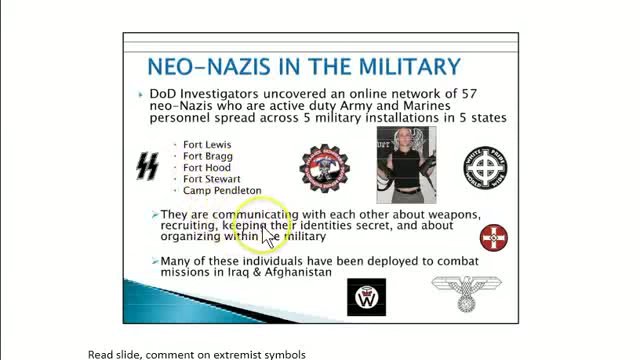 NEO-NAZIS IN THE MILITARY
DoD Investigators uncovered an online network of 57
neo-Nazis who are active duty Army and Marines
personnel spread across 5 military installations in 5 states
Fort Lewis
Fort Bragg
Fort Hood
Fort Stewart
Camp Pendleton
They are communicating with each other about weapons,
recruiting, keeping their identities secret, and about
organizing within the military
Many of these individuals have been deployed to combat
missions in Iraq & Afghanistan
W
Read slide, comment on extremist symbols